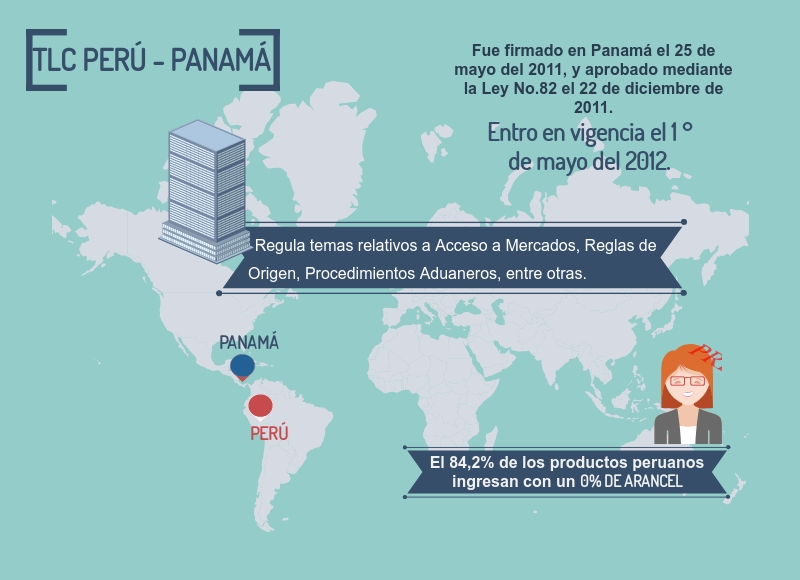 TLC PERÚ - PANAMÁ
Fue firmado en Panamá el 25 de
mayo del 2011, y aprobado mediante
la Ley No.82 el 22 de diciembre de
2011.
Entro en vigencia el 1°
de mayo del 2012.
Regula temas relativos a Acceso a Mercados, Reglas de
Origen, Procedimientos Aduaneros, entre otras.
PANAMÁ
PERÚ
El 84,2% de los productos peruanos
ingresan con un 0% DE ARANCEL